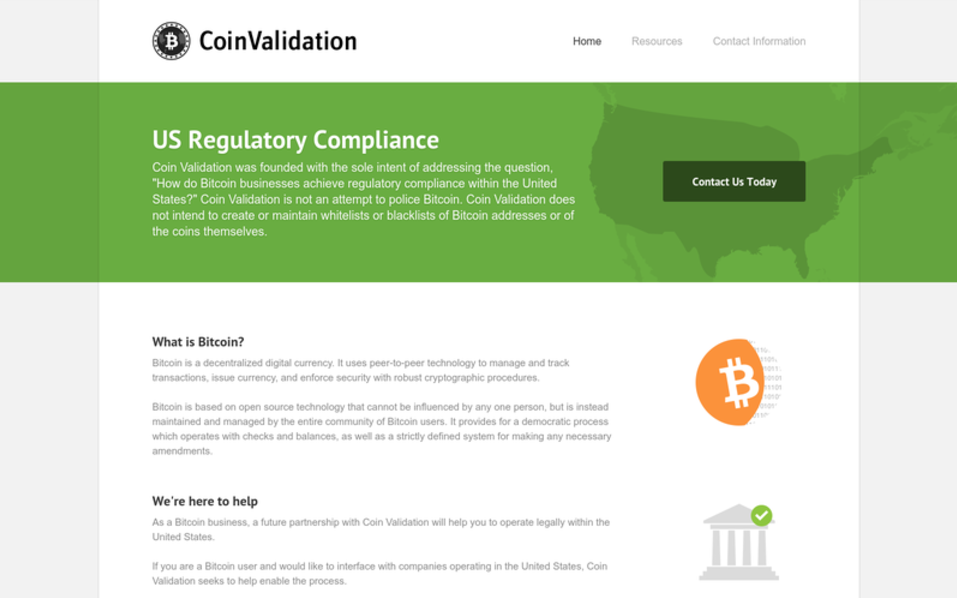 CoinValidation
Home Resources Contact Information
US Regulatory Compliance
Coin Validation was founded with the sole intent of addressing the question,
"How do Bitcoin businesses achieve regulatory compliance within the United
States?" Coin Validation is not an attempt to police Bitcoin. Coin Validation does
not intend to create or maintain whitelists or blacklists of Bitcoin addresses or of
the coins themselves.
Contact Us Today
What is Bitcoin?
Bitcoin is a decentralized digital currency. It uses peer-to-peer technology to manage and track
transactions, issue currency, and enforce security with robust cryptographic procedures.
Bitcoin is based on open source technology that cannot be influenced by any one person, but is instead
maintained and managed by the entire community of Bitcoin users. It provides for a democratic process
which operates with checks and balances, as well as a strictly defined system for making any necessary
amendments.
We're here to help
As a Bitcoin business, a future partnership with Coin Validation will help you to operate legally within the
United States.
If you are a Bitcoin user and would like to interface with companies operating in the United States, Coin
Validation seeks to help enable the process.